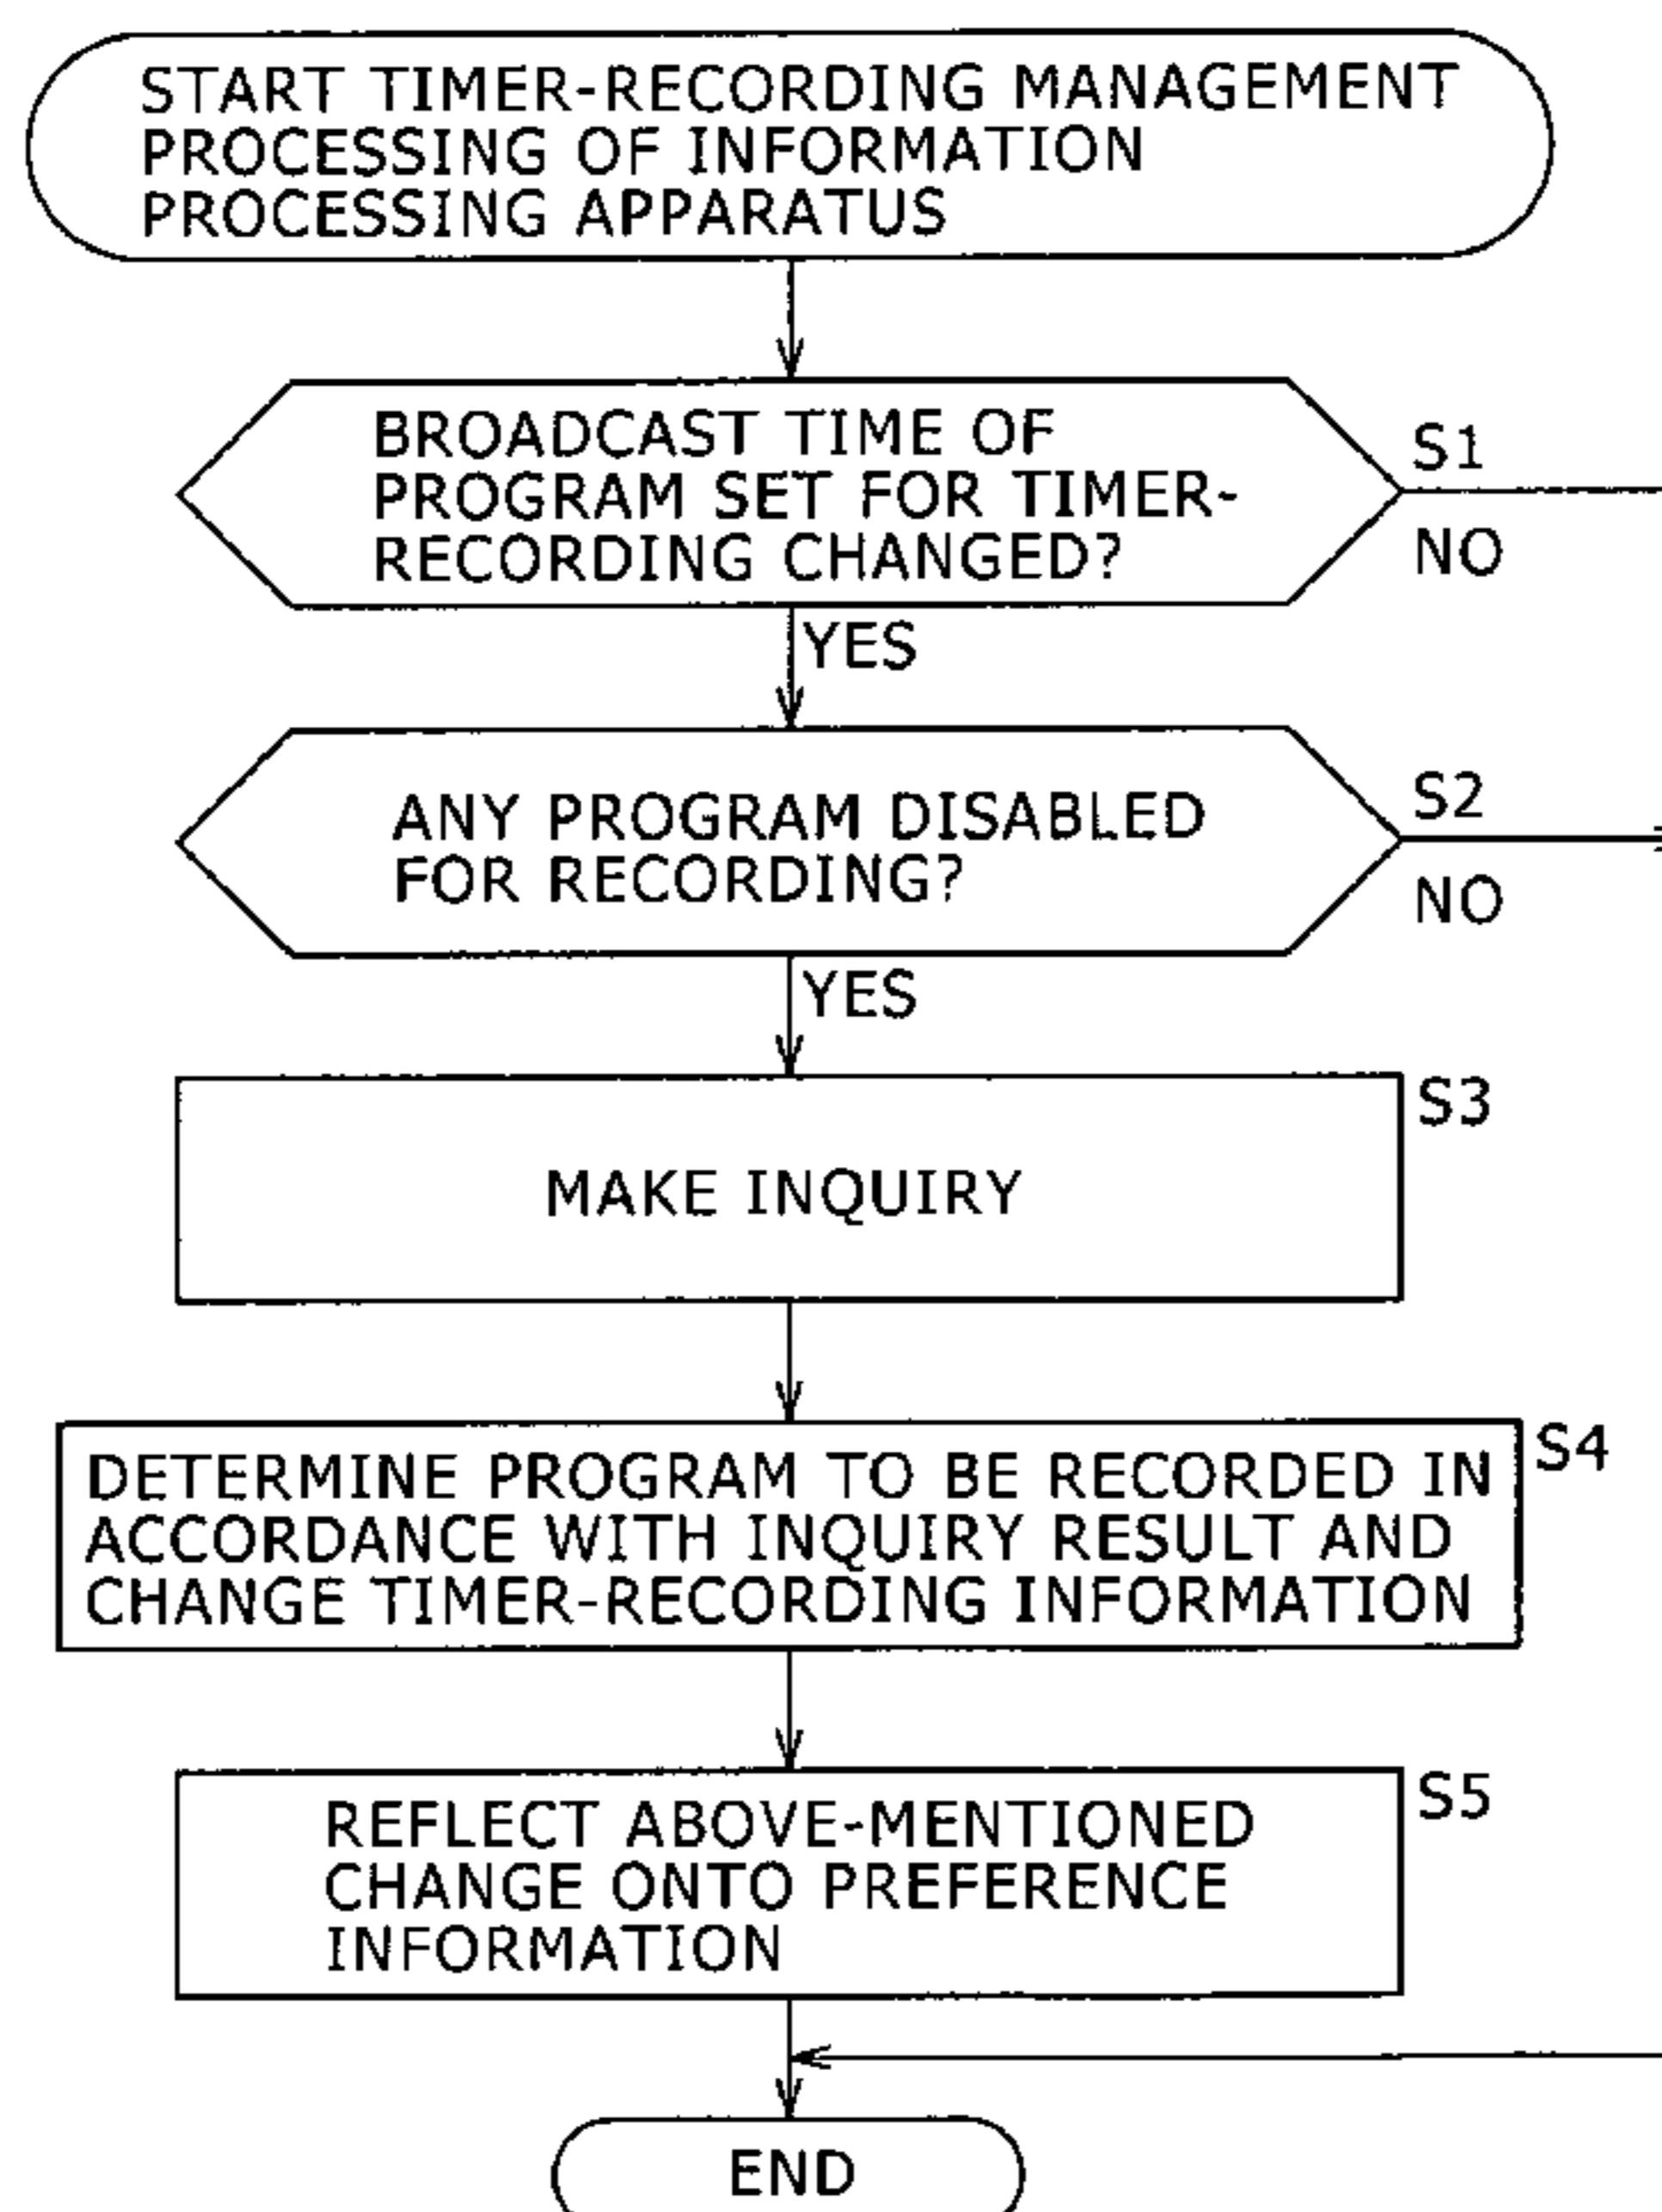 START TIMER-RECORDING MANAGEMENT
PROCESSING OF INFORMATION
PROCESSING APPARATUS
BROADCAST TIME OF
PROGRAM SET FOR TIMER-
RECORDING CHANGED?
S1
NO
YES
ANY PROGRAM DISABLED
FOR RECORDING?
S2
NO
YES
S3
MAKE INQUIRY
S4
DETERMINE PROGRAM TO BE RECORDED IN
ACCORDANCE WITH INQUIRY RESULT AND
CHANGE TIMER-RECORDING INFORMATION
S5
REFLECT ABOVE-MENTIONED
CHANGE ONTO PREFERENCE
INFORMATION
END